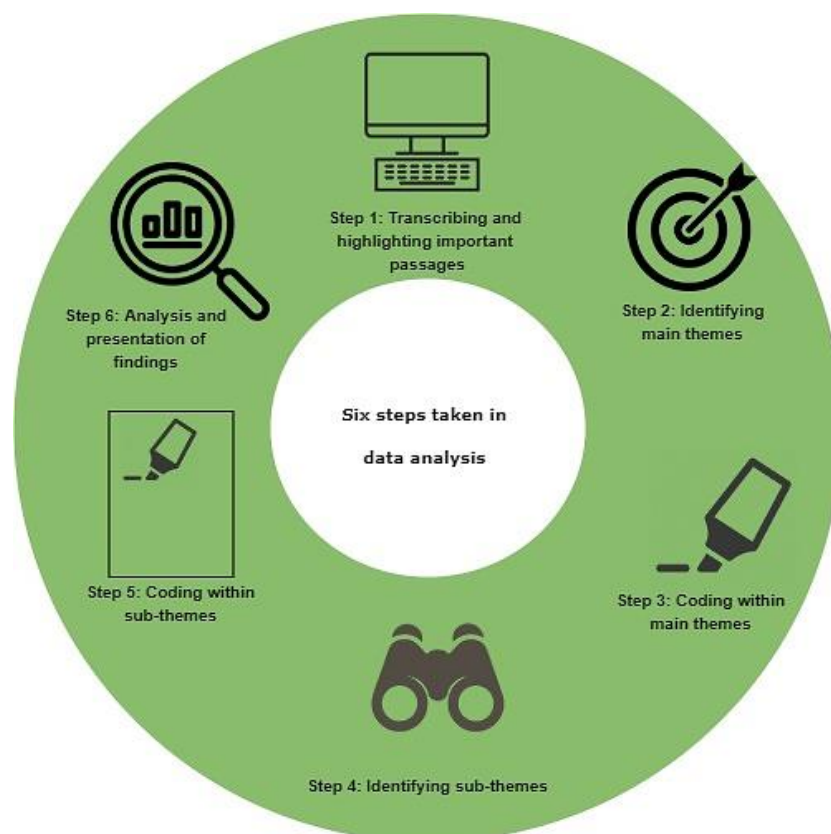 Step 1: Transcribing and
highlighting important
passages
Step 2: Identifying
main themes
Step 3: Coding within
main themes
Step 4: Identifying sub-themes
Step 5: Coding within
sub-themes
Step 6: Analysis and
presentation of
findings
Six steps taken in
data analysis